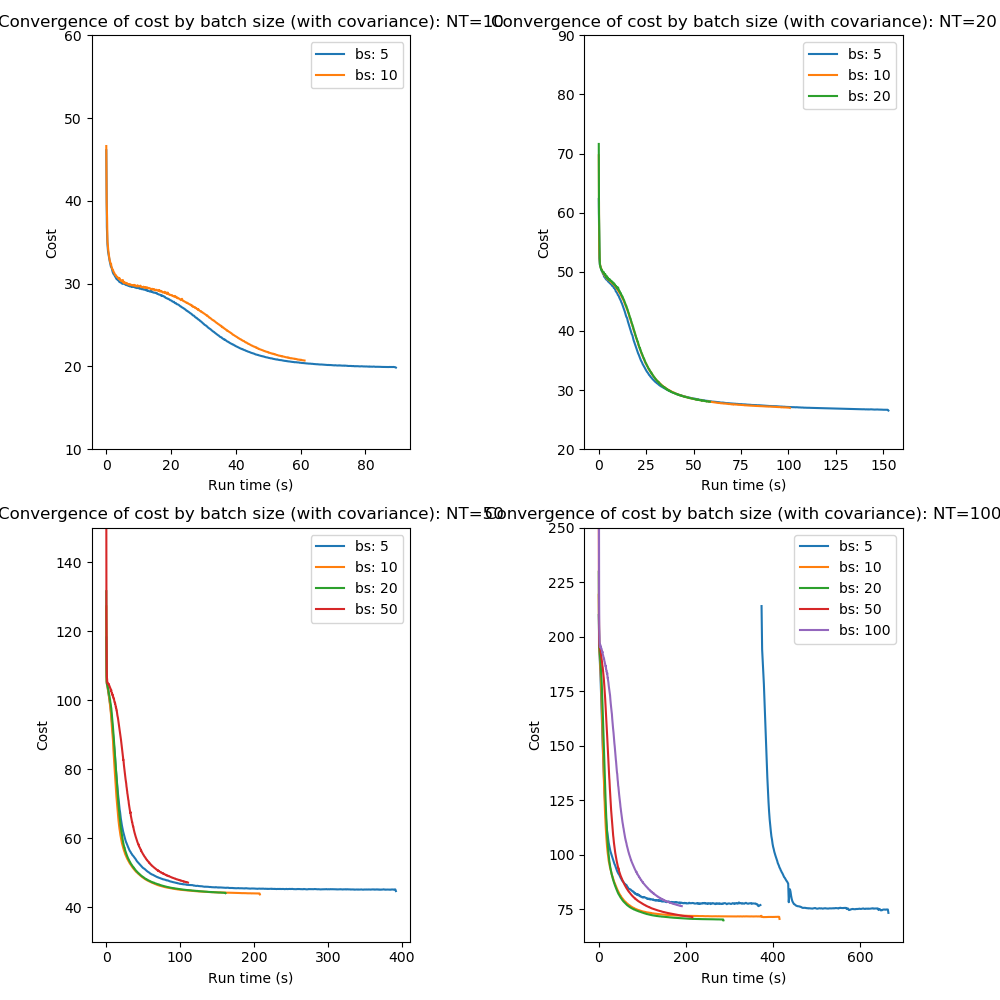 Convergence of cost by batch size (with covariance): NT=10
60
50
40
30
20
10
Cost
0 20 40 60 80
Run time (s)
bs: 5
bs: 10
Convergence of cost by batch size (with covariance): NT=20
90
80
70
60
50
40
30
20
Cost
0 25 50 75 100 125 150
Run time (s)
bs: 5
bs: 10
bs: 20
Convergence of cost by batch size (with covariance): NT=50
140
120
100
80
60
40
Cost
0 100 200 300 400
Run time (s)
bs: 5
bs: 10
bs: 20
bs: 50
Convergence of cost by batch size (with covariance): NT=100
250
225
200
175
150
125
100
75
Cost
0 200 400 600
Run time (s)
bs: 5
bs: 10
bs: 20
bs: 50
bs: 100